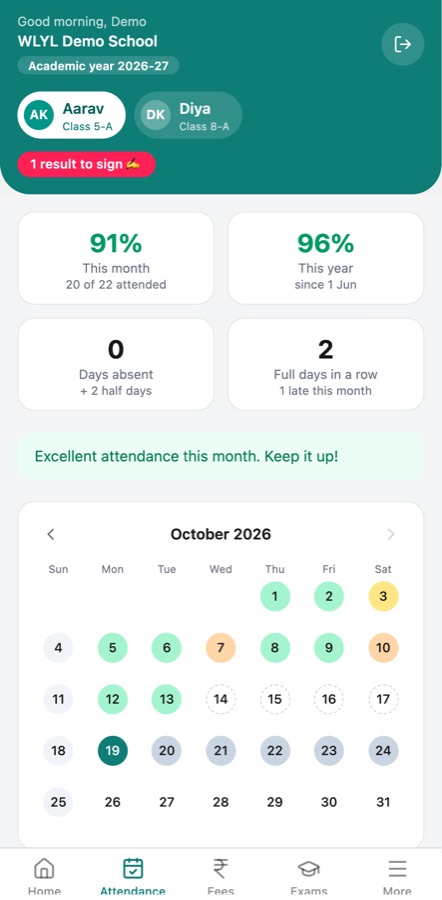 Good morning, Demo
WLYL Demo School
Academic year 2026-27
AK Aarav
Class 5-A
DK Diya
Class 8-A
1 result to sign ✍️
91%
This month
20 of 22 attended
96%
This year
since 1 Jun
0
Days absent
+ 2 half days
2
Full days in a row
1 late this month
Excellent attendance this month. Keep it up!
October 2026
Sun Mon Tue Wed Thu Fri Sat
1 2 3
4 5 6 7 8 9 10
11 12 13 14 15 16 17
18 19 20 21 22 23 24
25 26 27 28 29 30 31
Home Attendance Fees Exams More